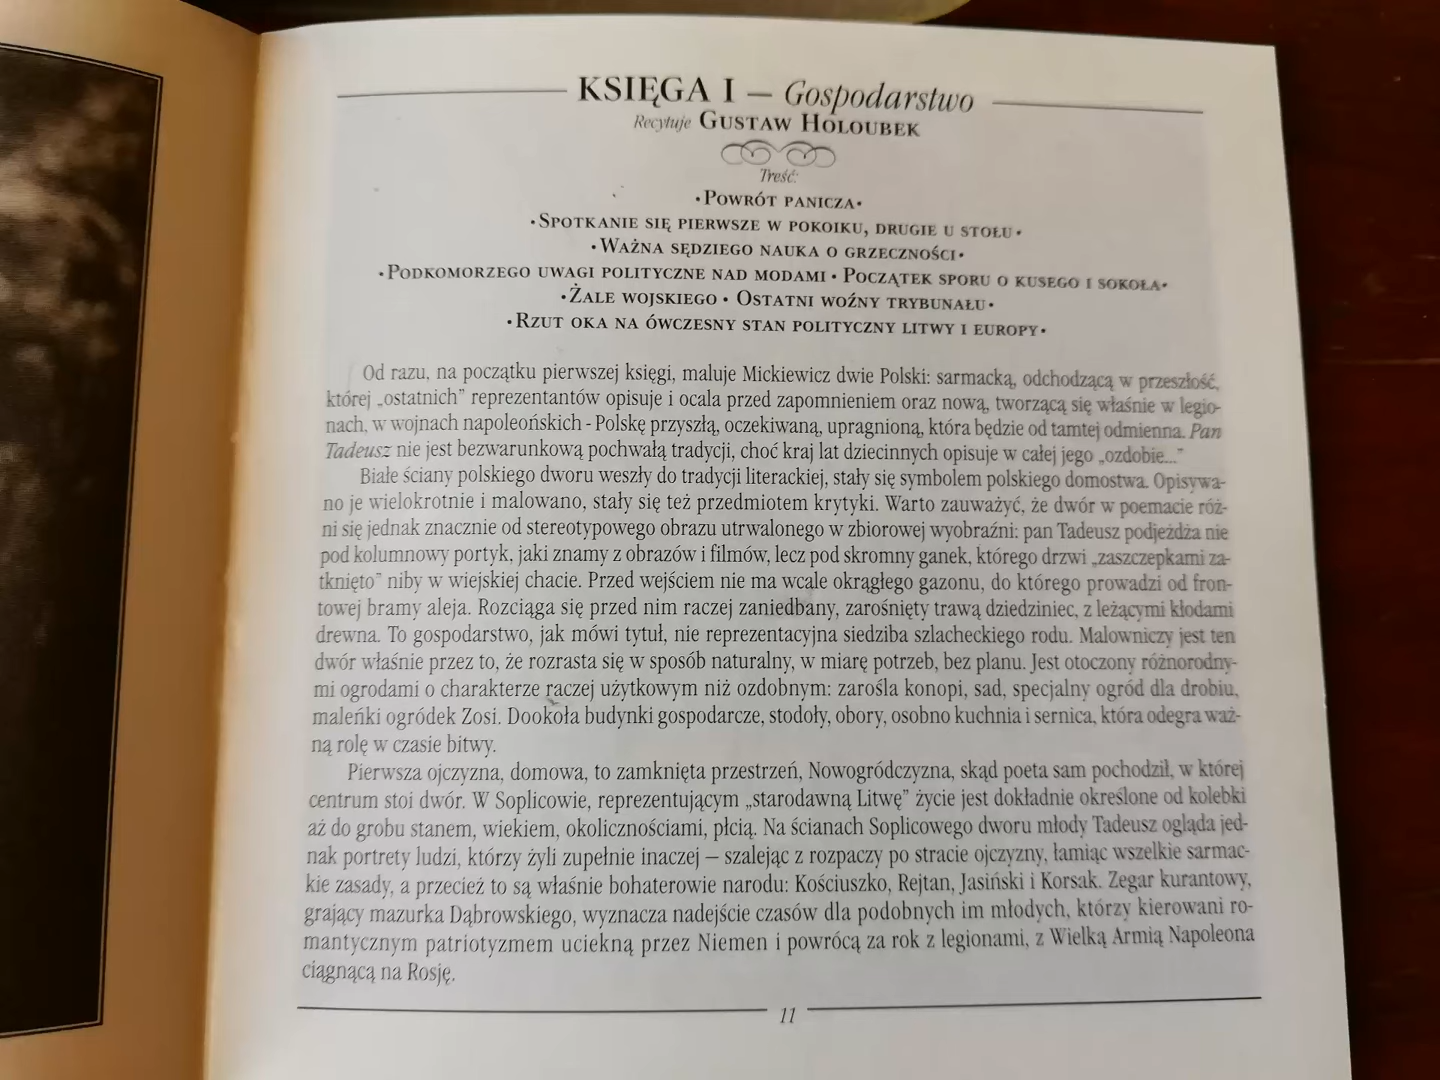 KSIĘGA I — Gospodarstwo
Recytuje GUSTAW HOLOUBEK
Treść:
• POWRÓT PANICZA •
• SPOTKANIE SIĘ PIERWSZE W POKOIKU, DRUGIE U STOŁU •
• WAŻNA SĘDZIEGO NAUKA O GRZECZNOŚCI •
• PODKOMORZEGO UWAGI POLITYCZNE NAD MODAMI • POCZĄTEK SPORU O KUSEGO I SOKOŁA •
• ŻALE WOJSKIEGO • OSTATNI WOŹNY TRYBUNAŁU •
• RZUT OKA NA ÓWCZESNY STAN POLITYCZNY LITWY I EUROPY •
Od razu, na początku pierwszej księgi, maluje Mickiewicz dwie Polski: sarmacką, odchodzącą w przeszłość,
której „ostatnich” reprezentantów opisuje i ocala przed zapomnieniem oraz nową, tworzącą się właśnie w legio-
nach, w wojnach napoleońskich - Polskę przyszłą, oczekiwaną, upragnioną, która będzie od tamtej odmienna. Pan
Tadeusz nie jest bezwarunkową pochwałą tradycji, choć kraj lat dziecinnych opisuje w całej jego „ozdobie...”
Białe ściany polskiego dworu weszły do tradycji literackiej, stały się symbolem polskiego domostwa. Opisywa-
no je wielokrotnie i malowano, stały się też przedmiotem krytyki. Warto zauważyć, że dwór w poemacie róż-
ni się jednak znacznie od stereotypowego obrazu utrwalonego w zbiorowej wyobraźni: pan Tadeusz podjeżdża nie
pod kolumnowy portyk, jaki znamy z obrazów i filmów, lecz pod skromny ganek, którego drzwi „zaszczepkami za-
tknięto” niby w wiejskiej chacie. Przed wejściem nie ma wcale okrągłego gazonu, do którego prowadzi od fron-
towej bramy aleja. Rozciąga się przed nim raczej zaniedbany, zarośnięty trawą dziedziniec, z leżącymi kłodami
drewna. To gospodarstwo, jak mówi tytuł, nie reprezentacyjna siedziba szlacheckiego rodu. Malowniczy jest ten
dwór właśnie przez to, że rozrasta się w sposób naturalny, w miarę potrzeb, bez planu. Jest otoczony różnorodny-
mi ogrodami o charakterze raczej użytkowym niż ozdobnym: zarośla konopi, sad, specjalny ogród dla drobiu,
maleńki ogródek Zosi. Dookoła budynki gospodarcze, stodoły, obory, osobno kuchnia i sernica, która odegra waż-
ną rolę w czasie bitwy.
Pierwsza ojczyzna, domowa, to zamknięta przestrzeń, Nowogródczyzna, skąd poeta sam pochodził, w której
centrum stoi dwór. W Soplicowie, reprezentującym „starodawną Litwę” życie jest dokładnie określone od kolebki
aż do grobu stanem, wiekiem, okolicznościami, płcią. Na ścianach Soplicowego dworu młody Tadeusz ogląda jed-
nak portrety ludzi, którzy żyli zupełnie inaczej – szalejąc z rozpaczy po stracie ojczyzny, łamiąc wszelkie sarmac-
kie zasady, a przecież to są właśnie bohaterowie narodu: Kościuszko, Rejtan, Jasiński i Korsak. Zegar kurantowy,
grający mazurka Dąbrowskiego, wyznacza nadejście czasów dla podobnych im młodych, którzy kierowani ro-
mantycznym patriotyzmem uciekną przez Niemen i powrócą za rok z legionami, z Wielką Armią Napoleona
ciągnącą na Rosję.
11